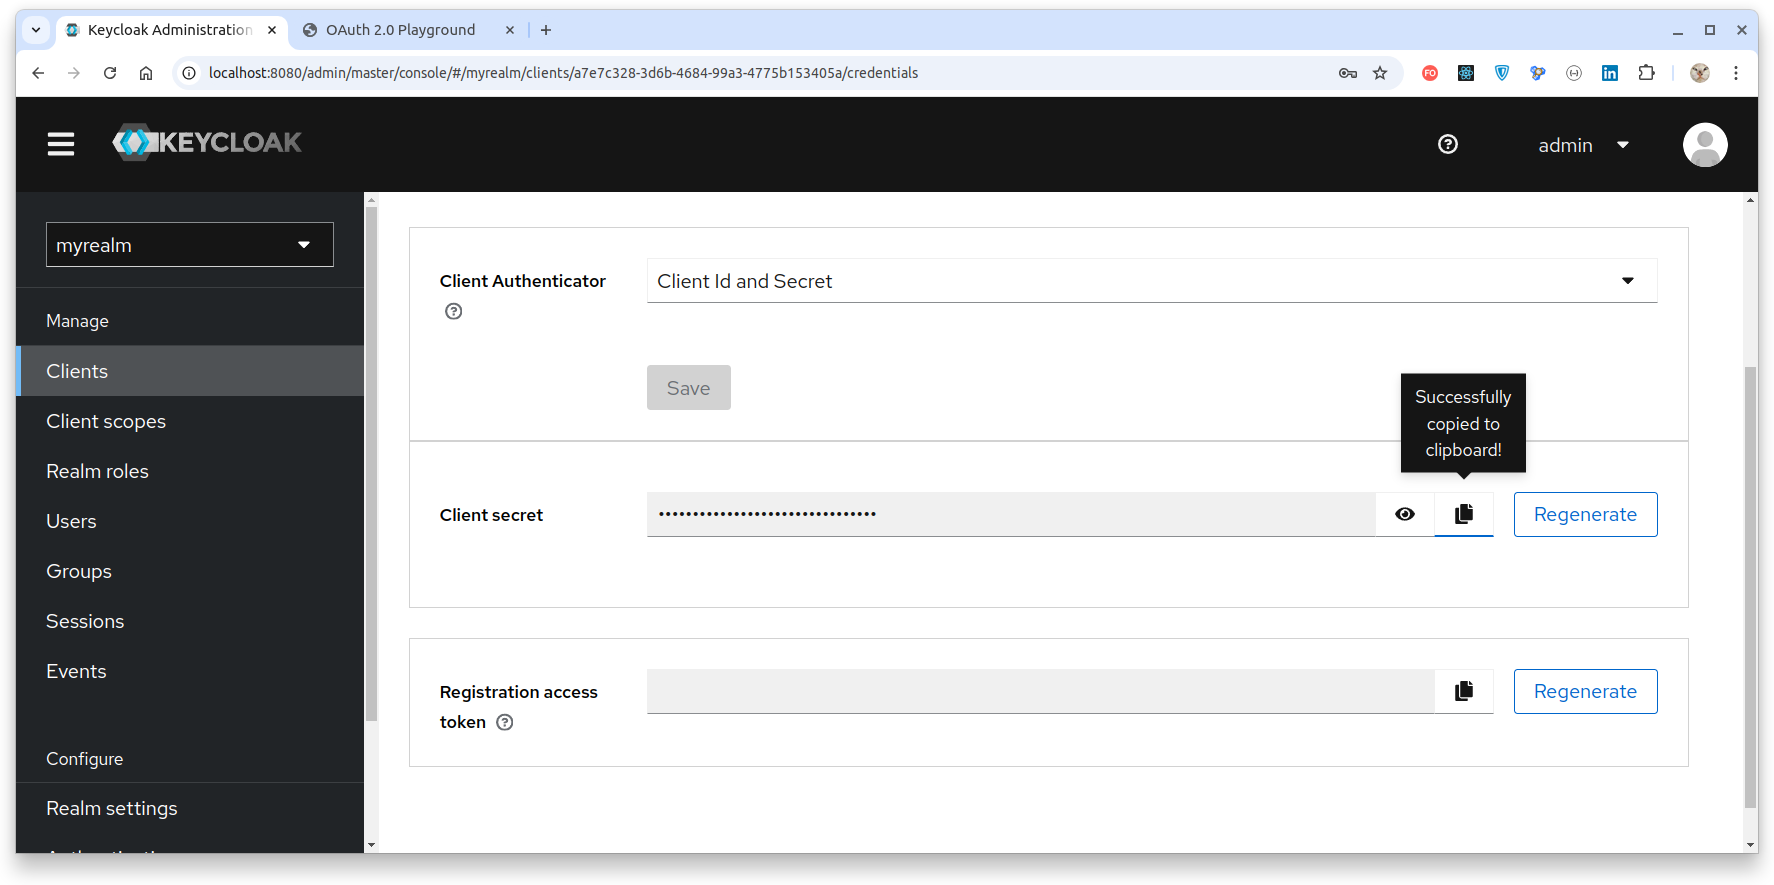 Keycloak Administration
OAuth 2.0 Playground
localhost:8080/admin/master/console/#/myrealm/clients/a7e7c328-3d6b-4684-99a3-4775b153405a/credentials
FO
in
KEYCLOAK
admin
myrealm
Manage
Clients
Client scopes
Realm roles
Users
Groups
Sessions
Events
Configure
Realm settings
Client Authenticator
Client Id and Secret
Save
Successfully
copied to
clipboard!
Client secret
Regenerate
Registration access
token
Regenerate